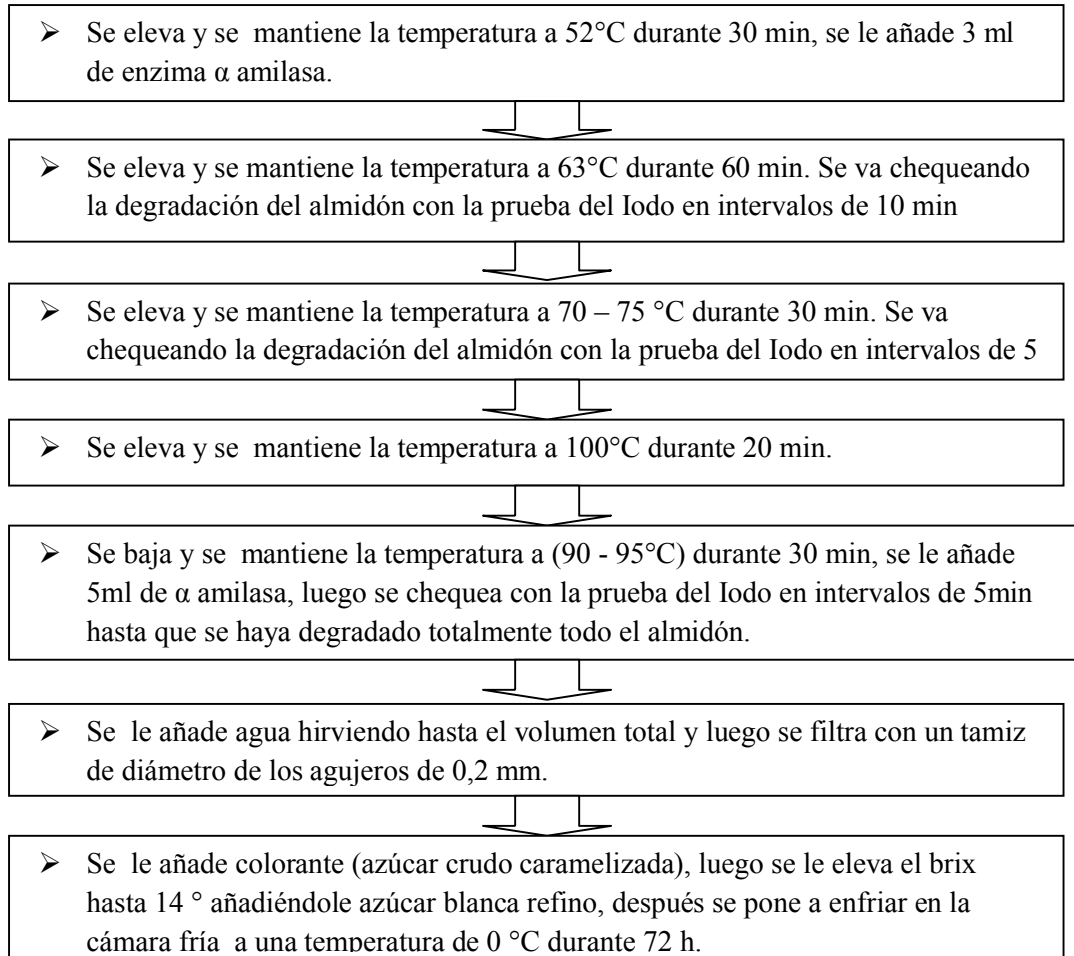 ➢ Se eleva y se mantiene la temperatura a 52°C durante 30 min, se le añade 3 ml
de enzima α amilasa.
➢ Se eleva y se mantiene la temperatura a 63°C durante 60 min. Se va chequeando
la degradación del almidón con la prueba del Iodo en intervalos de 10 min
➢ Se eleva y se mantiene la temperatura a 70 – 75 °C durante 30 min. Se va
chequeando la degradación del almidón con la prueba del Iodo en intervalos de 5
➢ Se eleva y se mantiene la temperatura a 100°C durante 20 min.
➢ Se baja y se mantiene la temperatura a (90 - 95°C) durante 30 min, se le añade
5ml de α amilasa, luego se chequea con la prueba del Iodo en intervalos de 5min
hasta que se haya degradado totalmente todo el almidón.
➢ Se le añade agua hirviendo hasta el volumen total y luego se filtra con un tamiz
de diámetro de los agujeros de 0,2 mm.
➢ Se le añade colorante (azúcar crudo caramelizada), luego se le eleva el brix
hasta 14 ° añadiéndole azúcar blanca refino, después se pone a enfriar en la
cámara fría a una temperatura de 0 °C durante 72 h.